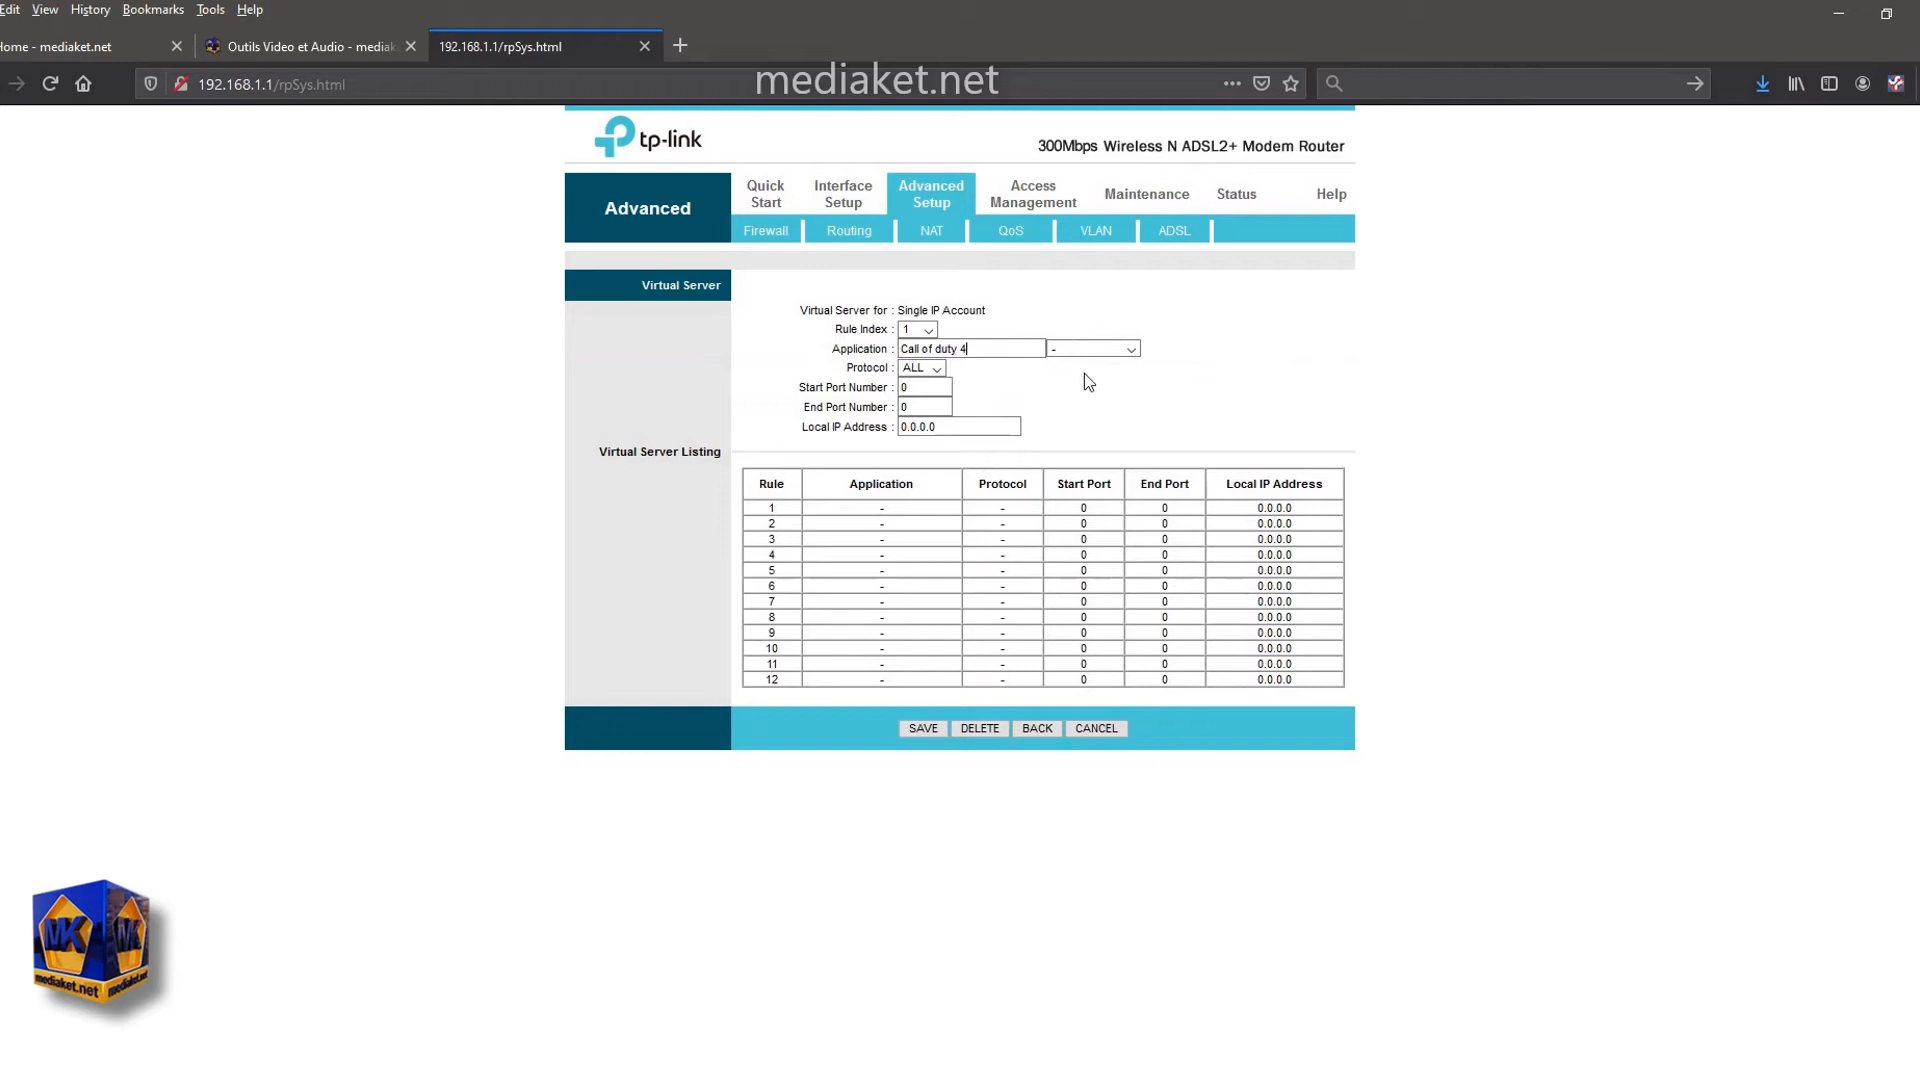 Edit View History Bookmarks Tools Help
Home - mediaket.net
Outils Video et Audio - mediak
192.168.1.1/rpSys.html
192.168.1.1/rpSys.html
mediaket.net
tp-link
300Mbps Wireless N ADSL2+ Modem Router
Advanced
Quick Start
Interface Setup
Advanced Setup
Access Management
Maintenance
Status
Help
Firewall Routing NAT QoS VLAN ADSL
Virtual Server
Virtual Server for : Single IP Account
Rule Index : 1
Application : Call of duty 4 -
Protocol : ALL
Start Port Number : 0
End Port Number : 0
Local IP Address : 0.0.0.0
Virtual Server Listing
Rule Application Protocol Start Port End Port Local IP Address
1 - - 0 0 0.0.0.0
2 - - 0 0 0.0.0.0
3 - - 0 0 0.0.0.0
4 - - 0 0 0.0.0.0
5 - - 0 0 0.0.0.0
6 - - 0 0 0.0.0.0
7 - - 0 0 0.0.0.0
8 - - 0 0 0.0.0.0
9 - - 0 0 0.0.0.0
10 - - 0 0 0.0.0.0
11 - - 0 0 0.0.0.0
12 - - 0 0 0.0.0.0
SAVE DELETE BACK CANCEL
MK
mediaket.net
mediaket.net